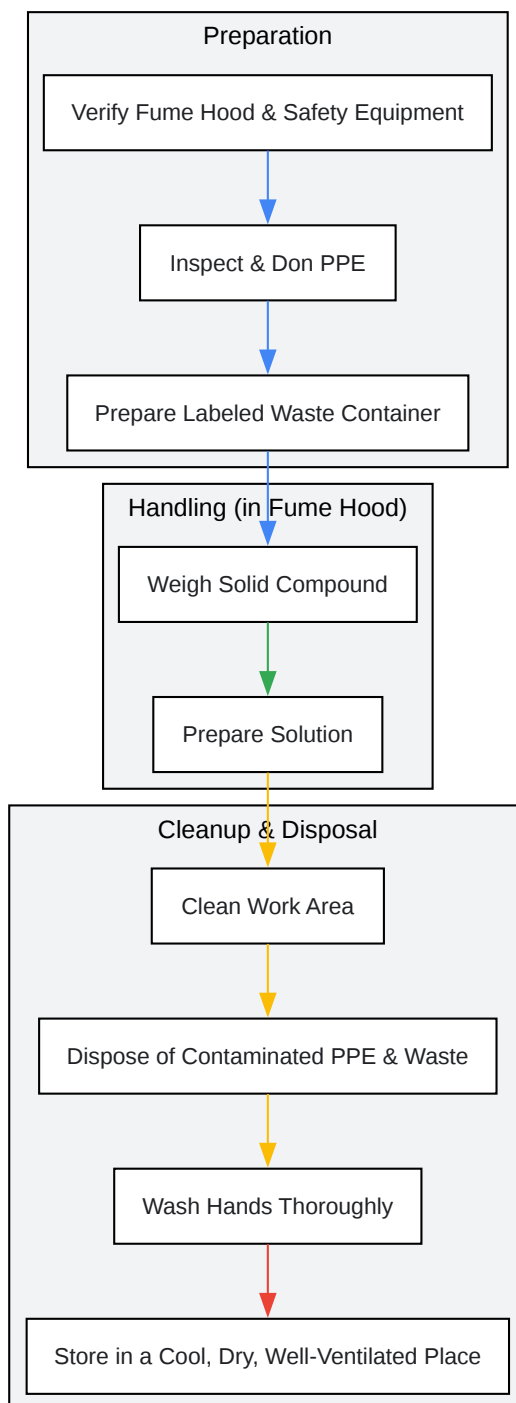 Preparation
Verify Fume Hood & Safety Equipment
Inspect & Don PPE
Prepare Labeled Waste Container
Handling (in Fume Hood)
Weigh Solid Compound
Prepare Solution
Cleanup & Disposal
Clean Work Area
Dispose of Contaminated PPE & Waste
Wash Hands Thoroughly
Store in a Cool, Dry, Well-Ventilated Place